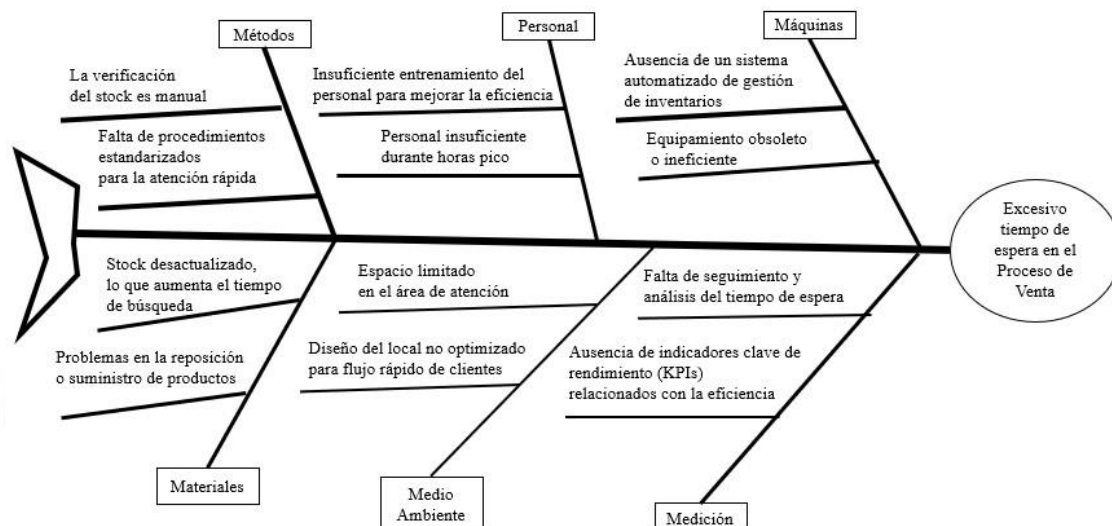 Métodos
Personal
Máquinas
La verificación
del stock es manual
Falta de procedimientos
estandarizados
para la atención rápida
Insuficiente entrenamiento del
personal para mejorar la eficiencia
Personal insuficiente
durante horas pico
Ausencia de un sistema
automatizado de gestión
de inventarios
Equipamiento obsoleto
o ineficiente
Excesivo
tiempo de
espera en el
Proceso de
Venta
Stock desactualizado,
lo que aumenta el tiempo
de búsqueda
Problemas en la reposición
o suministro de productos
Espacio limitado
en el área de atención
Diseño del local no optimizado
para flujo rápido de clientes
Falta de seguimiento y
análisis del tiempo de espera
Ausencia de indicadores clave de
rendimiento (KPIs)
relacionados con la eficiencia
Materiales
Medio
Ambiente
Medición